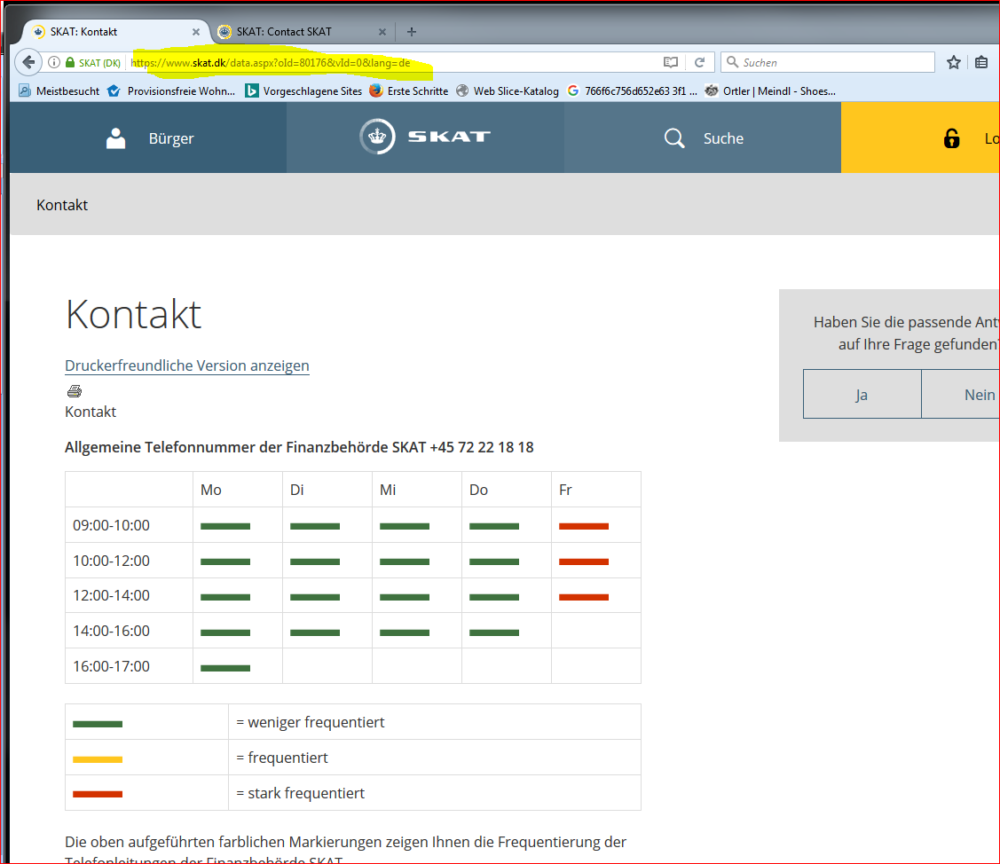 SKAT: Kontakt
SKAT: Contact SKAT
SKAT (DK) https://www.skat.dk/data.aspx?oId=80176&vId=0&lang=de Suchen
Meistbesucht Provisionsfreie Wohn... Vorgeschlagene Sites Erste Schritte Web Slice-Katalog 766f6c756d652e63 3f1 ... Ortler | Meindl - Shoes...
Bürger SKAT Suche Lo
Kontakt
Kontakt
Druckerfreundliche Version anzeigen
Kontakt
Allgemeine Telefonnummer der Finanzbehörde SKAT +45 72 22 18 18
Mo Di Mi Do Fr
09:00-10:00
10:00-12:00
12:00-14:00
14:00-16:00
16:00-17:00
= weniger frequentiert
= frequentiert
= stark frequentiert
Die oben aufgeführten farblichen Markierungen zeigen Ihnen die Frequentierung der
Telefonleitungen der Finanzbehörde SKAT
Haben Sie die passende Ant
auf Ihre Frage gefunden?
Ja Nein